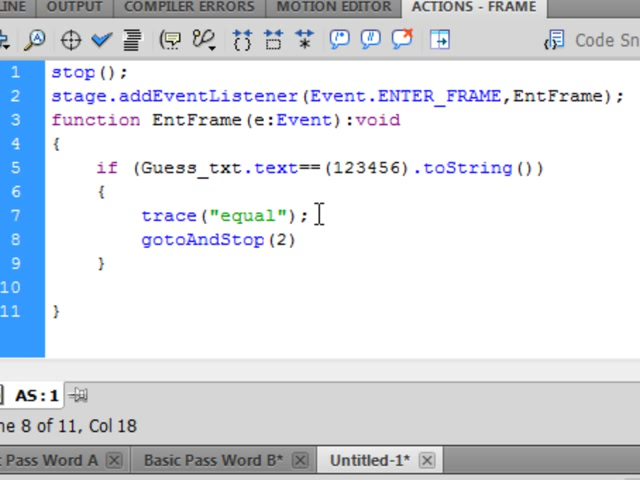 LINE OUTPUT COMPILER ERRORS MOTION EDITOR ACTIONS - FRAME
Code Sn
1 stop();
2 stage.addEventListener(Event.ENTER_FRAME,EntFrame);
3 function EntFrame(e:Event):void
4 {
5 if (Guess_txt.text==(123456).toString())
6 {
7 trace("equal");
8 gotoAndStop(2)
9 }
10
11 }
AS:1
ne 8 of 11, Col 18
c Pass Word A Basic Pass Word B* Untitled-1*